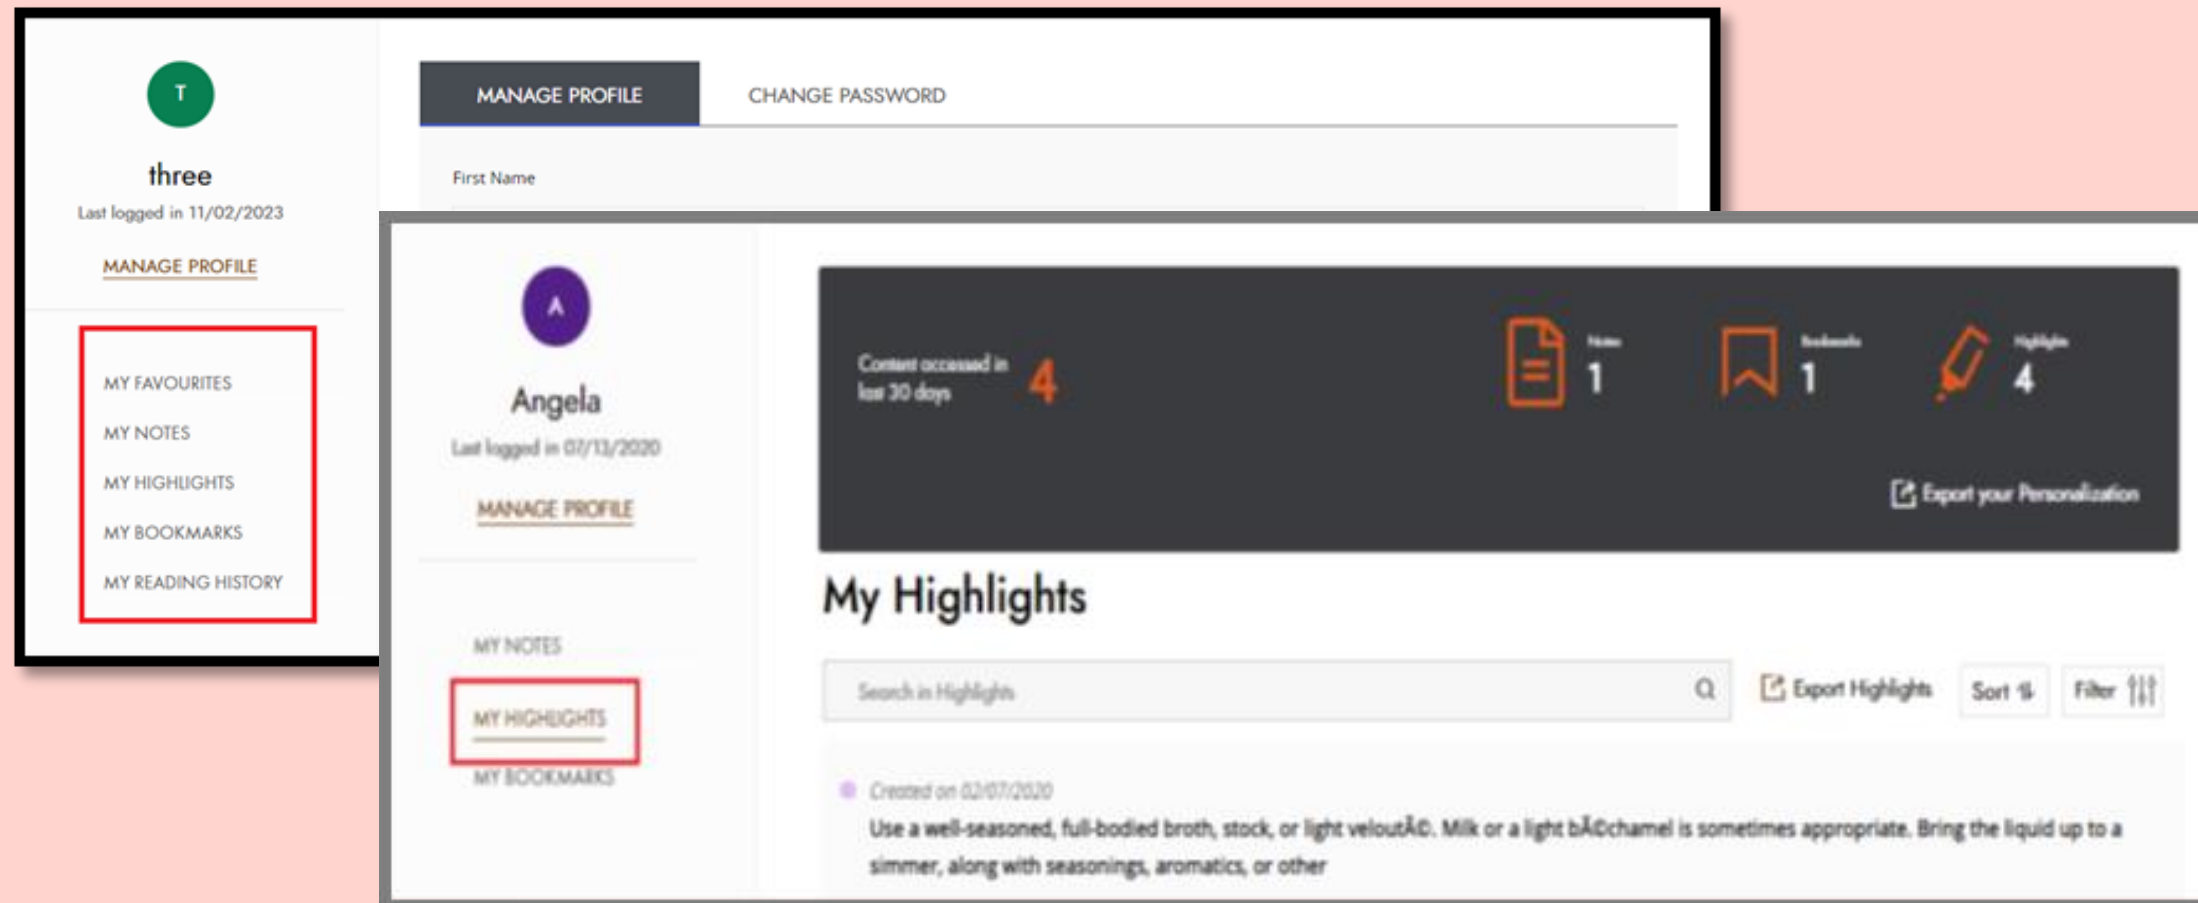 T
three
Last logged in 11/02/2023
MANAGE PROFILE
MY FAVOURITES
MY NOTES
MY HIGHLIGHTS
MY BOOKMARKS
MY READING HISTORY
MANAGE PROFILE
CHANGE PASSWORD
First Name
A
Angela
Last logged in 07/13/2020
MANAGE PROFILE
MY NOTES
MY HIGHLIGHTS
MY BOOKMARKS
Content accessed in
last 30 days
4
Notes
1
Bookmarks
1
Highlights
4
Export your Personalization
My Highlights
Search in Highlights
Export Highlights
Sort
Filter
Created on 02/07/2020
Use a well-seasoned, full-bodied broth, stock, or light veloutÃ©. Milk or a light bÃ©chamel is sometimes appropriate. Bring the liquid up to a
simmer, along with seasonings, aromatics, or other